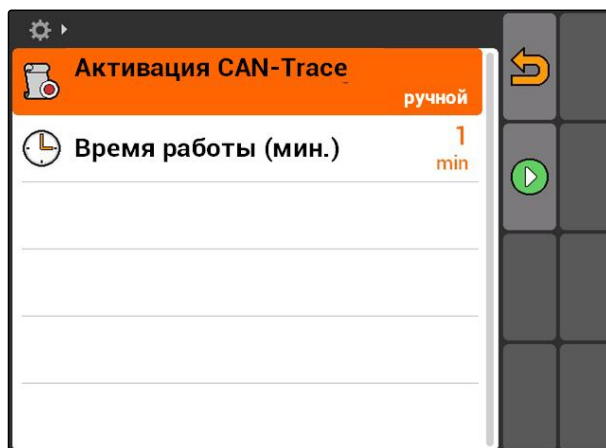 Активация CAN-Trace
ручной
Время работы (мин.)
1
min